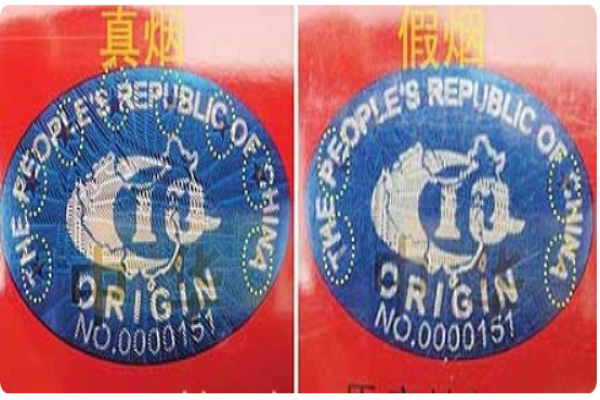 真烟
THE PEOPLE'S REPUBLIC OF CHINA
CIQ
ORIGIN
NO.0000151
假烟
THE PEOPLE'S REPUBLIC OF CHINA
CIQ
ORIGIN
NO.0000151